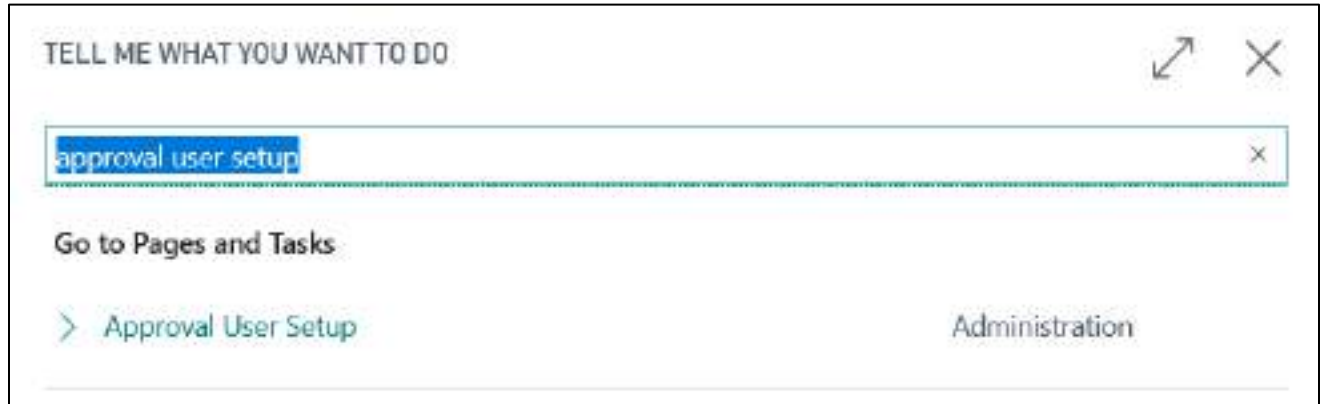 TELL ME WHAT YOU WANT TO DO
approval user setup
Go to Pages and Tasks
Approval User Setup Administration